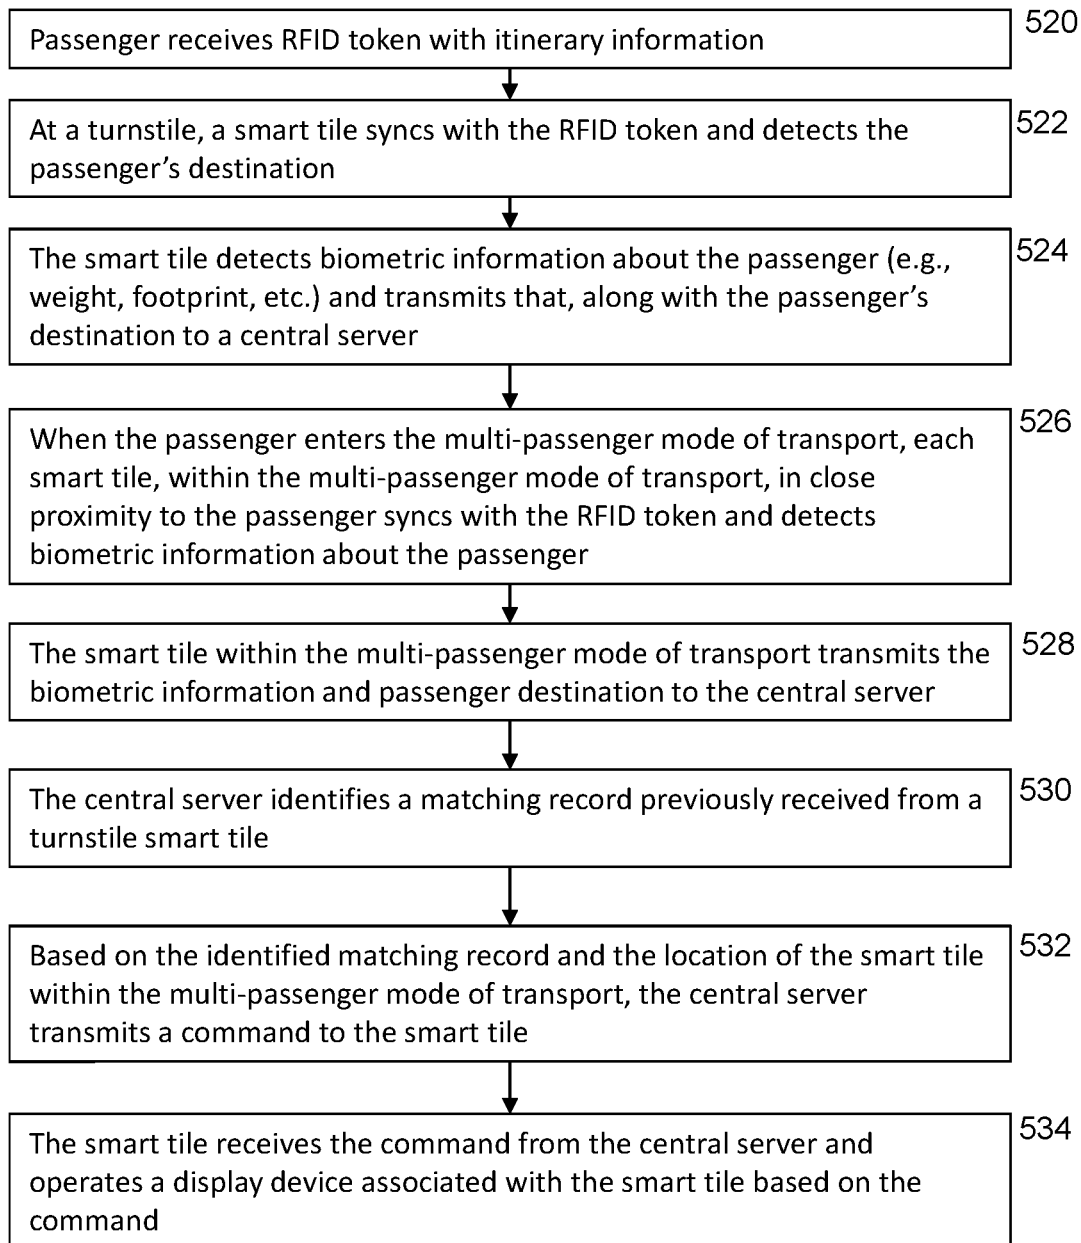 Passenger receives RFID token with itinerary information
520
At a turnstile, a smart tile syncs with the RFID token and detects the
passenger’s destination
522
The smart tile detects biometric information about the passenger (e.g.,
weight, footprint, etc.) and transmits that, along with the passenger’s
destination to a central server
524
When the passenger enters the multi-passenger mode of transport, each
smart tile, within the multi-passenger mode of transport, in close
proximity to the passenger syncs with the RFID token and detects
biometric information about the passenger
526
The smart tile within the multi-passenger mode of transport transmits the
biometric information and passenger destination to the central server
528
The central server identifies a matching record previously received from a
turnstile smart tile
530
Based on the identified matching record and the location of the smart tile
within the multi-passenger mode of transport, the central server
transmits a command to the smart tile
532
The smart tile receives the command from the central server and
operates a display device associated with the smart tile based on the
command
534